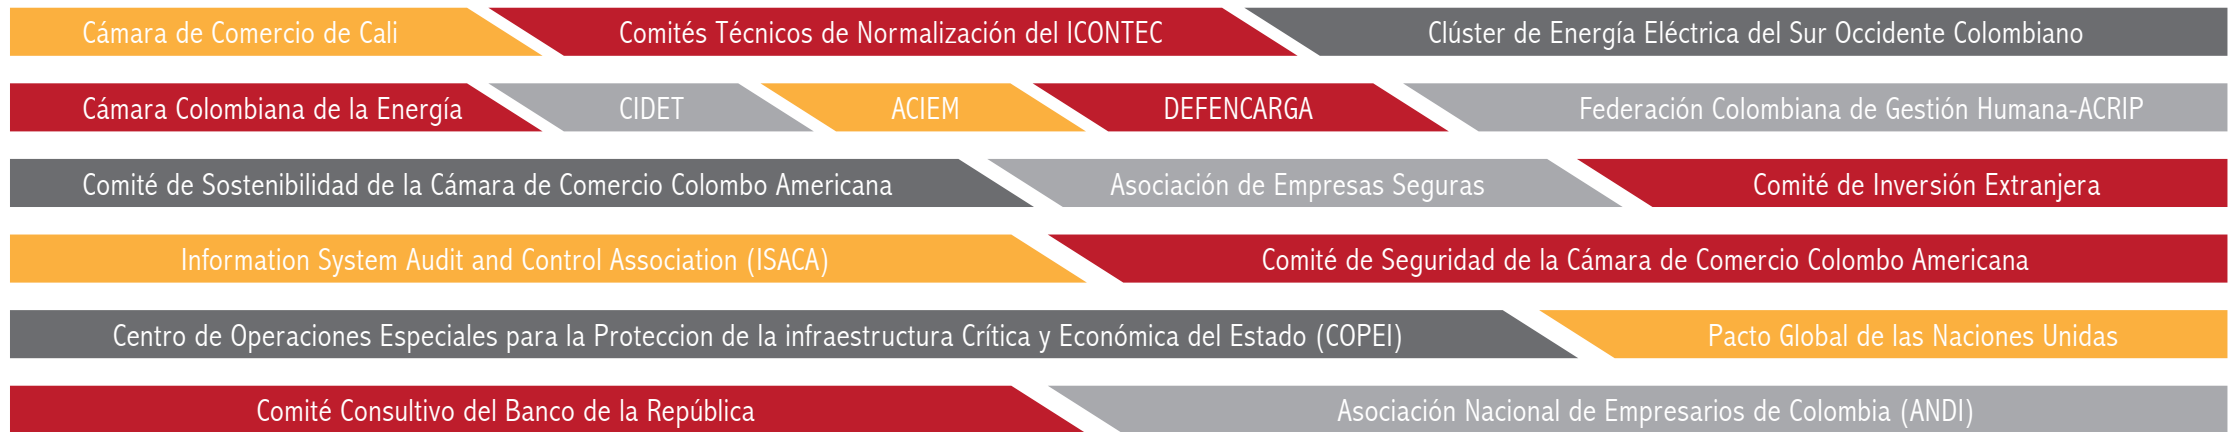 Cámara de Comercio de Cali
Comités Técnicos de Normalización del ICONTEC
Clúster de Energía Eléctrica del Sur Occidente Colombiano
Cámara Colombiana de la Energía
CIDET
ACIEM
DEFENCARGA
Federación Colombiana de Gestión Humana-ACRIP
Comité de Sostenibilidad de la Cámara de Comercio Colombo Americana
Asociación de Empresas Seguras
Comité de Inversión Extranjera
Information System Audit and Control Association (ISACA)
Comité de Seguridad de la Cámara de Comercio Colombo Americana
Centro de Operaciones Especiales para la Proteccion de la infraestructura Crítica y Económica del Estado (COPEI)
Pacto Global de las Naciones Unidas
Comité Consultivo del Banco de la República
Asociación Nacional de Empresarios de Colombia (ANDI)